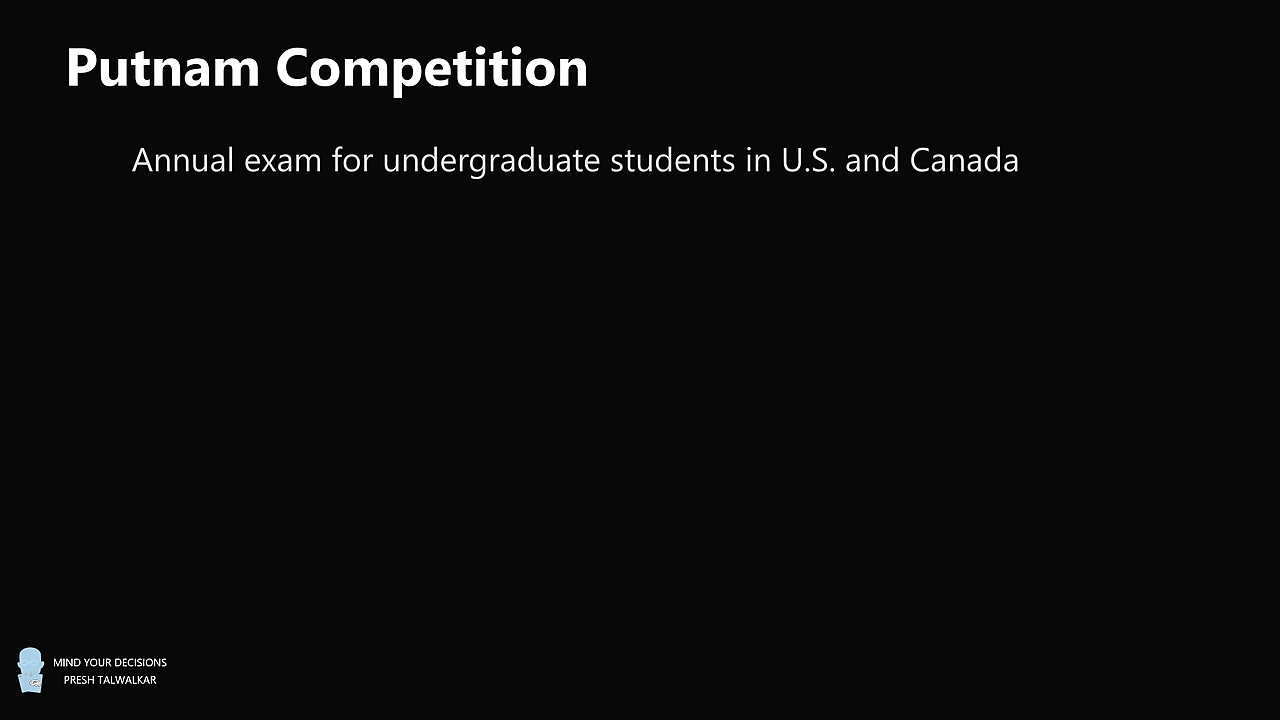 Putnam Competition
Annual exam for undergraduate students in U.S. and Canada
MIND YOUR DECISIONS
PRESH TALWALKAR